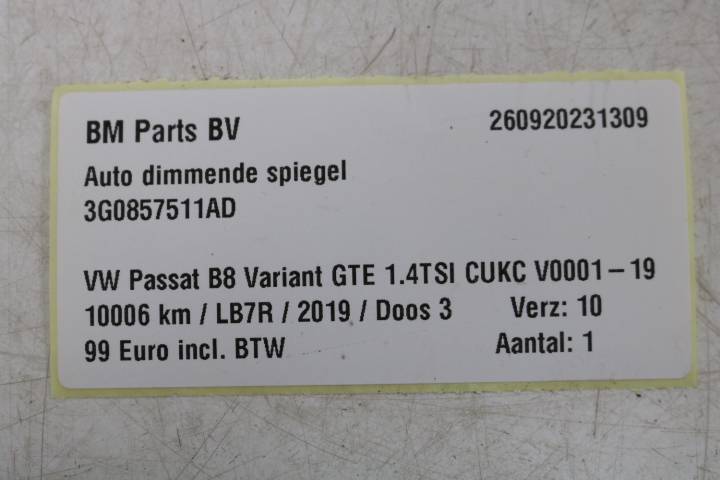 BM Parts BV 260920231309
Auto dimmende spiegel
3G0857511AD
VW Passat B8 Variant GTE 1.4TSI CUKC V0001-19
10006 km / LB7R / 2019 / Doos 3 Verz: 10
99 Euro incl. BTW Aantal: 1